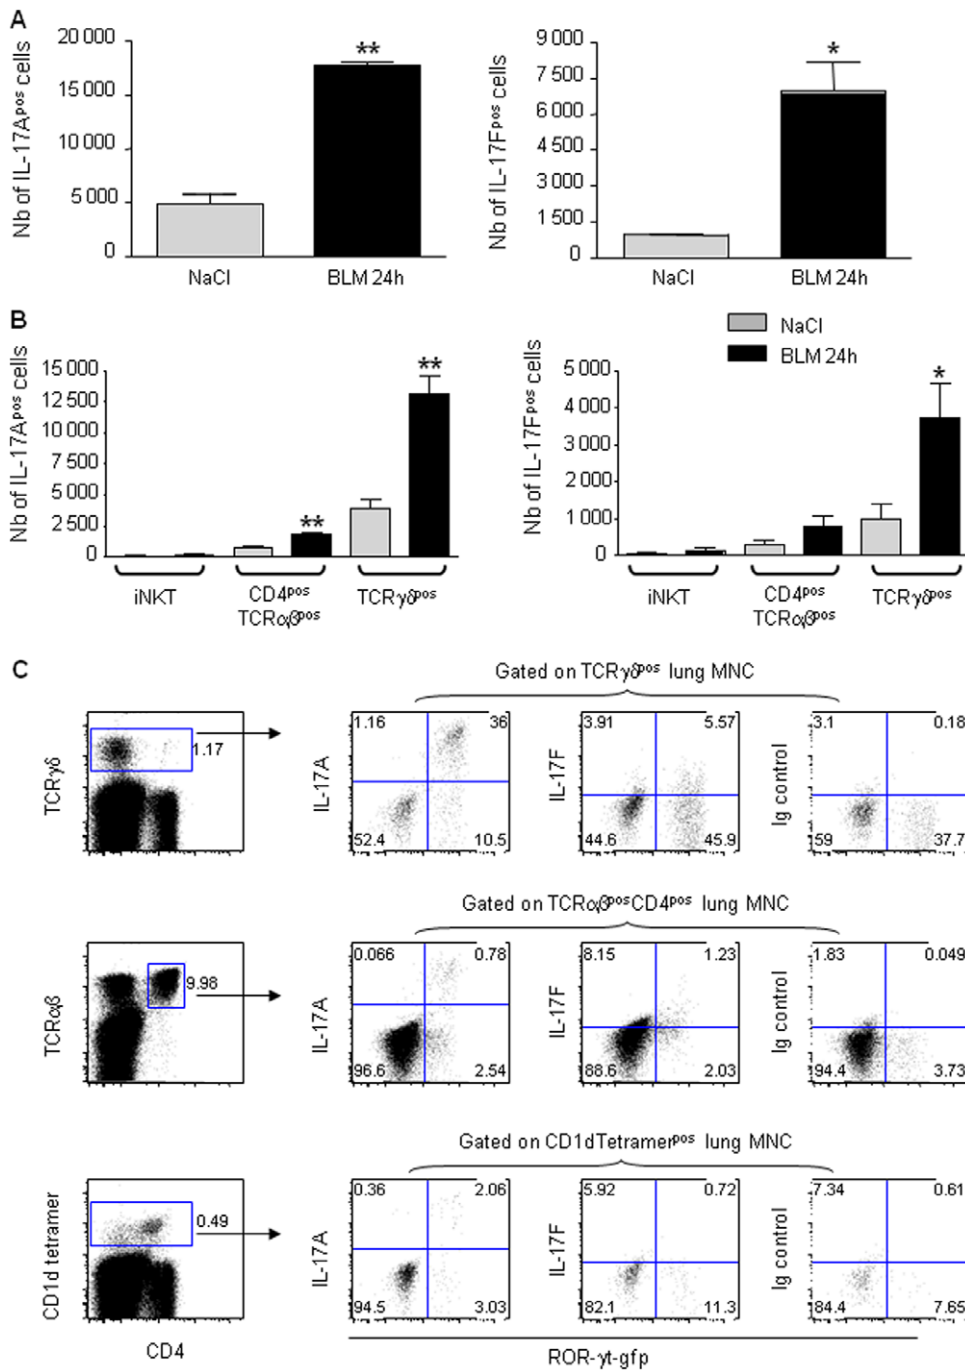 A
Nb of IL-17Apos cells
20 000
15 000
10 000
5 000
0
NaCl
BLM 24h
**
Nb of IL-17Fpos cells
9 000
7500
6 000
4 500
3 000
1 500
0
NaCl
BLM 24h
*
B
NaCl
BLM 24h
Nb of IL-17Apos cells
15 000
12 500
10 000
7 500
5 000
2 500
0
**
**
iNKT
CD4pos
TCRαβpos
TCRγδpos
Nb of IL-17Fpos cells
5 000
4 000
3 000
2 000
1 000
0
*
iNKT
CD4pos
TCRαβpos
TCRγδpos
C
Gated on TCRγδpos lung MNC
TCRγδ
1.17
IL-17A
1.16
36
52.4
10.5
IL-17F
3.91
5.57
44.6
45.9
Ig control
3.1
0.18
59
37.7
Gated on TCRαβposCD4pos lung MNC
TCRαβ
9.98
IL-17A
0.066
0.78
96.6
2.54
IL-17F
8.15
1.23
88.6
2.03
Ig control
1.83
0.049
94.4
3.73
Gated on CD1dTetramerpos lung MNC
CD1d tetramer
0.49
IL-17A
0.36
2.06
94.5
3.03
IL-17F
5.92
0.72
82.1
11.3
Ig control
7.34
0.61
84.4
7.65
CD4
ROR-γt-gfp